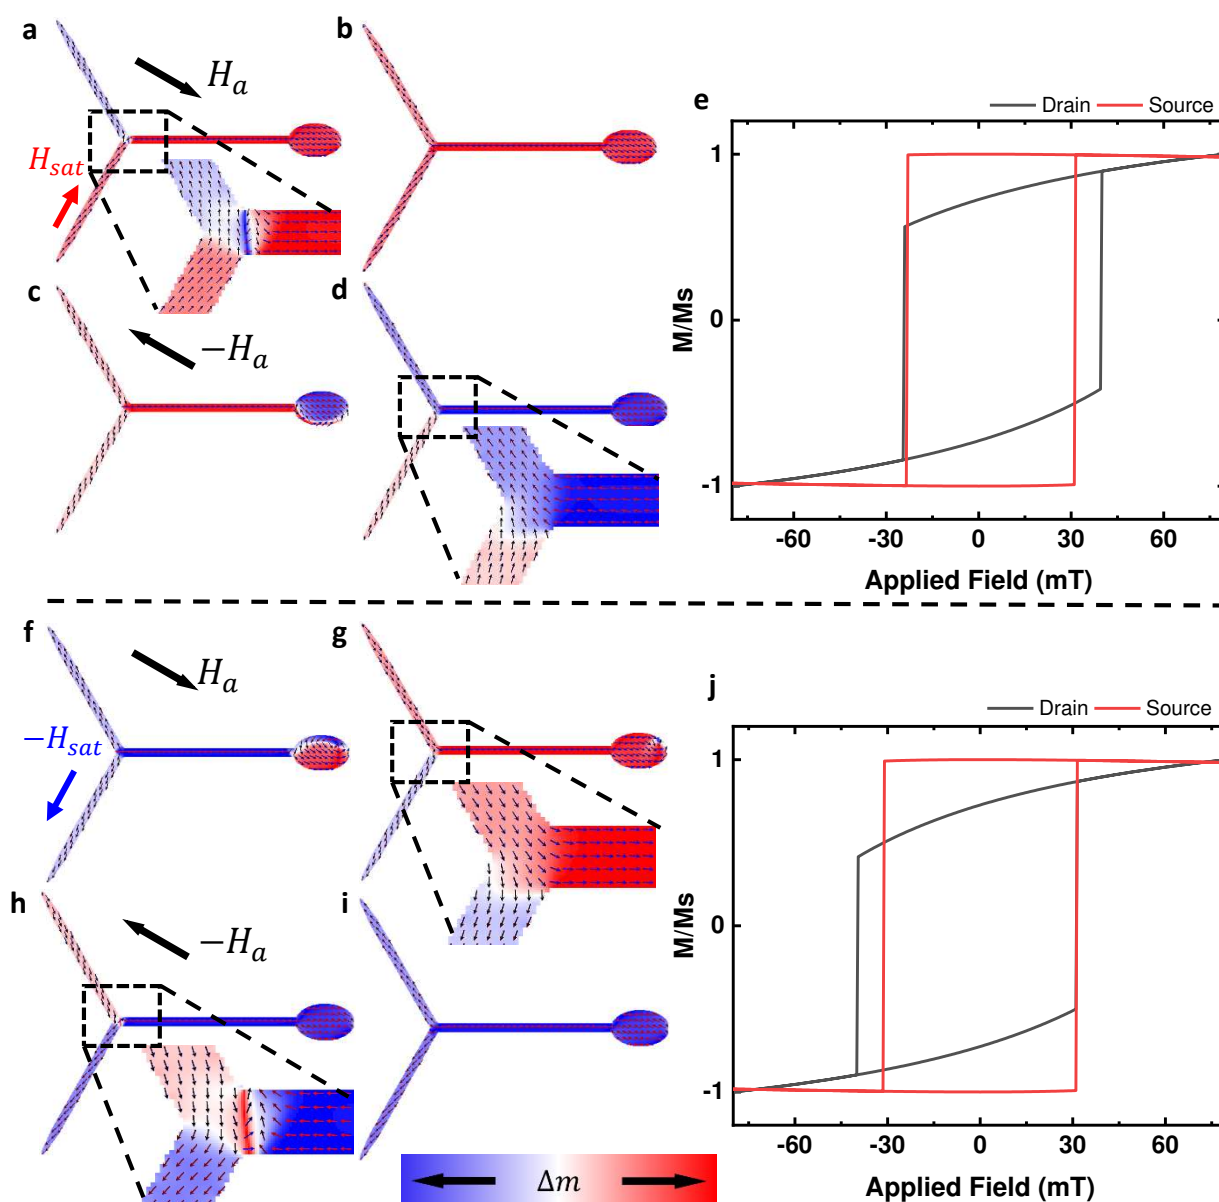 a
b
H_a
H_sat
e
Drain
Source
1
0
-1
M/Ms
-60
-30
0
30
60
Applied Field (mT)
c
d
−H_a
f
g
H_a
−H_sat
j
Drain
Source
1
0
-1
M/Ms
-60
-30
0
30
60
Applied Field (mT)
h
i
−H_a
Δm